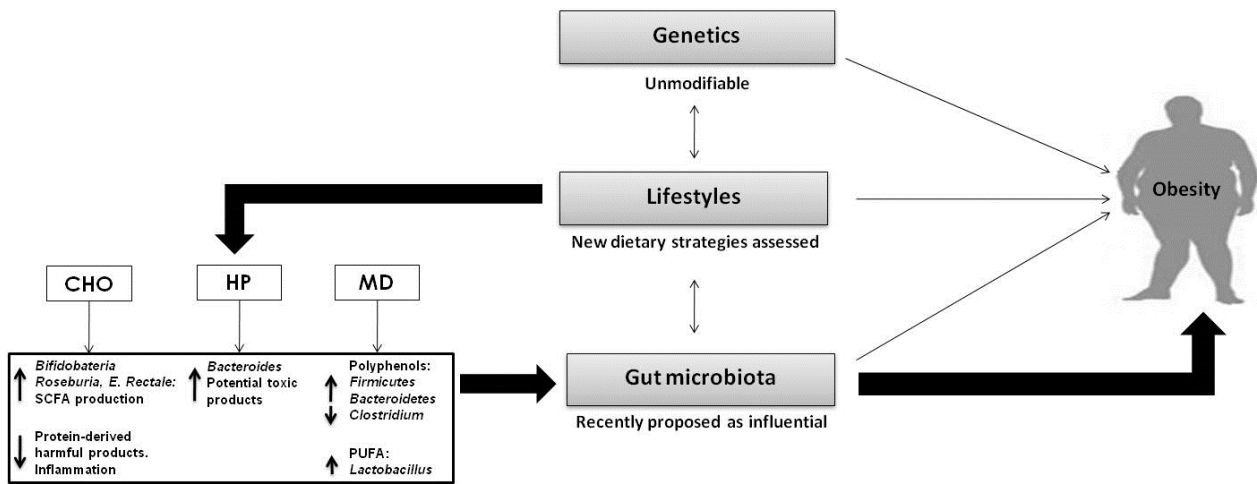 Genetics
Unmodifiable
Lifestyles
New dietary strategies assessed
Obesity
CHO
HP
MD
Bifidobateria
Roseburia, E. Rectale:
SCFA production
Protein-derived
harmful products.
Inflammation
Bacteroides
Potential toxic
products
Polyphenols:
Firmicutes
Bacteroidetes
Clostridium
PUFA:
Lactobacillus
Gut microbiota
Recently proposed as influential